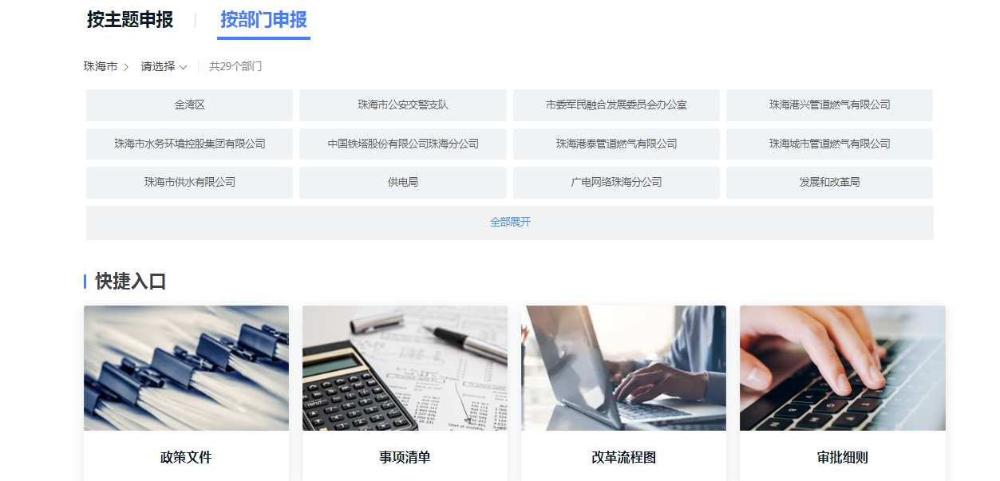 按主题申报
按部门申报
珠海市 请选择 共29个部门
金湾区 珠海市公安交警支队 市委军民融合发展委员会办公室 珠海港兴管道燃气有限公司
珠海市水务环境控股集团有限公司 中国铁塔股份有限公司珠海分公司 珠海港泰管道燃气有限公司 珠海城市管道燃气有限公司
珠海市供水有限公司 供电局 广电网络珠海分公司 发展和改革局
全部展开
快捷入口
政策文件 事项清单 改革流程图 审批细则